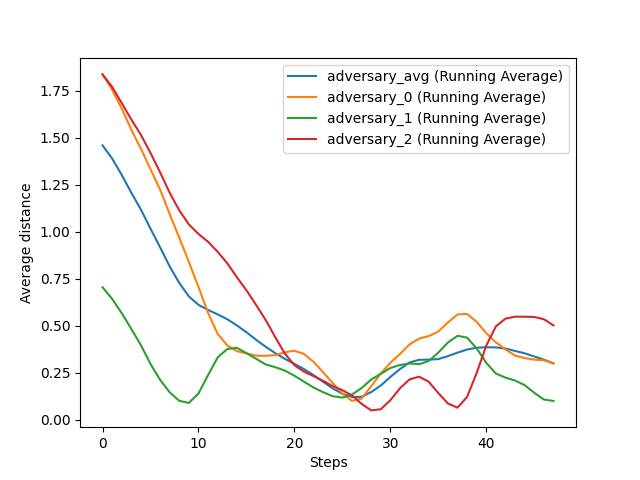 adversary_avg (Running Average)
adversary_0 (Running Average)
adversary_1 (Running Average)
adversary_2 (Running Average)
Average distance
1.75
1.50
1.25
1.00
0.75
0.50
0.25
0.00
0 10 20 30 40
Steps